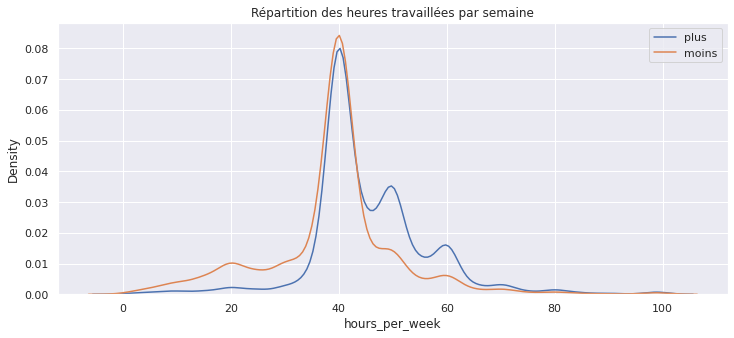 Répartition des heures travaillées par semaine
plus
moins
Density
0.08
0.07
0.06
0.05
0.04
0.03
0.02
0.01
0.00
0 20 40 60 80 100
hours_per_week